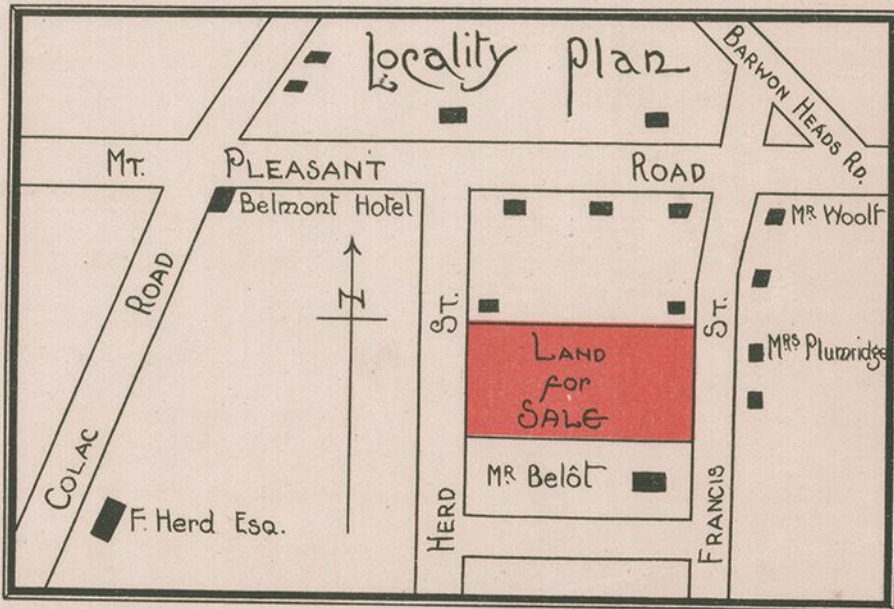 Locality Plan
BARWON HEADS RD.
MT. PLEASANT ROAD
Belmont Hotel
MR Woolf
COLAC ROAD
N
HERD ST.
FRANCIS ST.
LAND
for
SALE
MRS Plumridge
MR Belôt
F. Herd Esq.